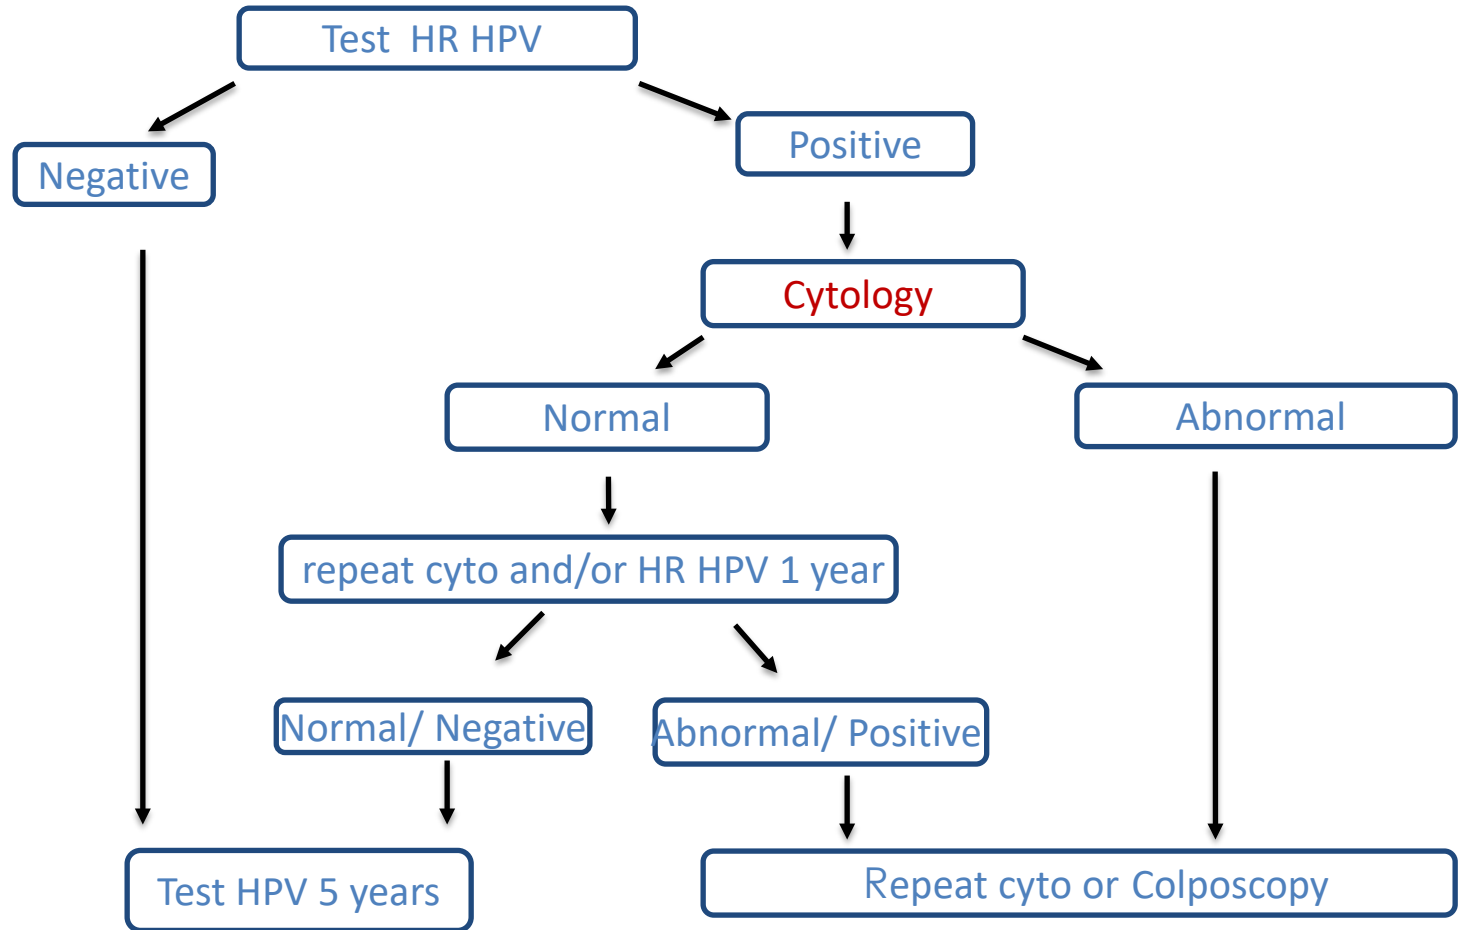 Test HR HPV
Positive
Negative
Cytology
Normal
Abnormal
repeat cyto and/or HR HPV 1 year
Normal/ Negative
Abnormal/ Positive
Test HPV 5 years
Repeat cyto or Colposcopy